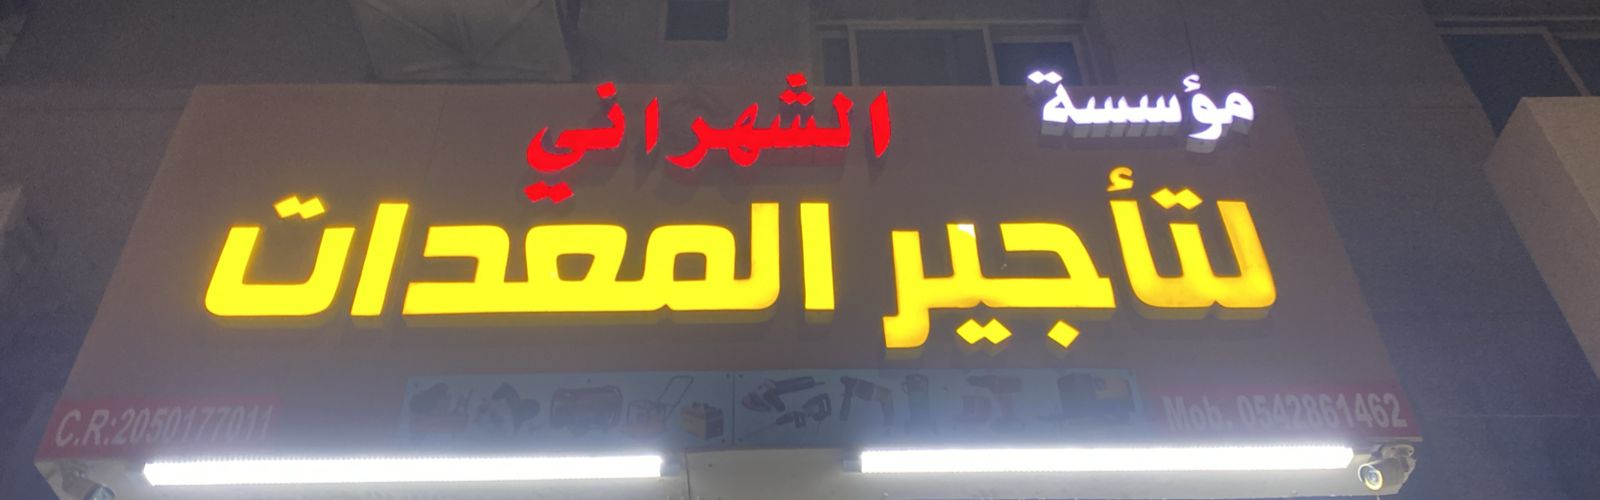 مؤسسة الشهراني
لتأجير المعدات
C.R:2050177011
Mob. 0542861462